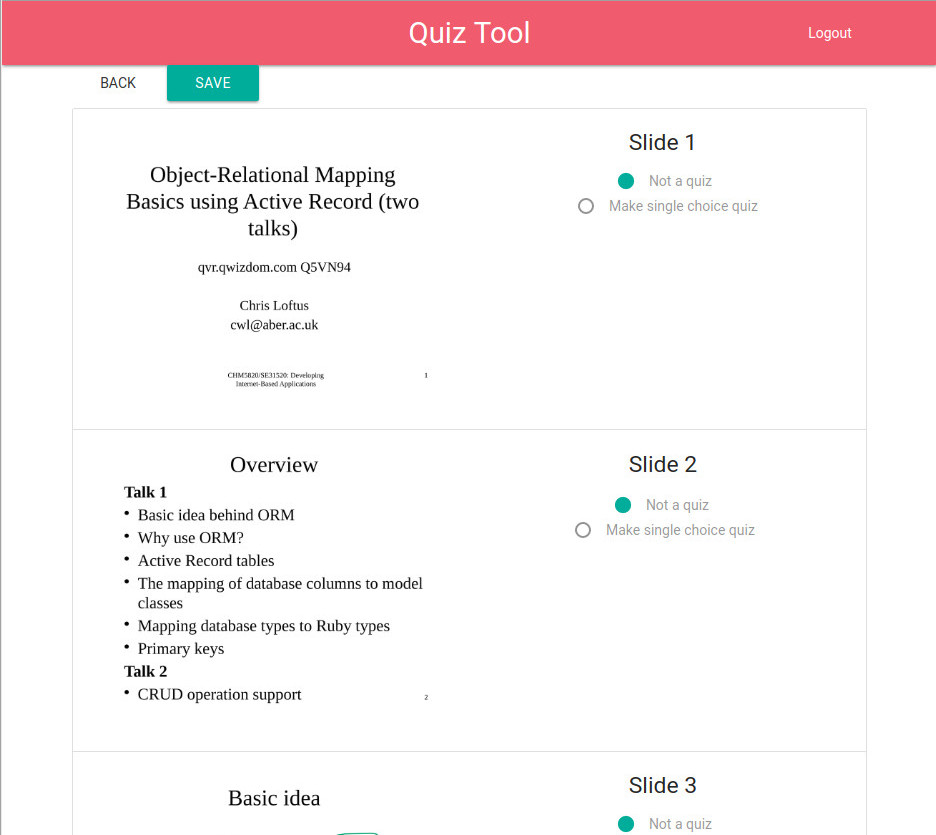 Quiz Tool
Logout
BACK
SAVE
Object-Relational Mapping
Basics using Active Record (two
talks)
qvr.qwizdom.com Q5VN94
Chris Loftus
cwl@aber.ac.uk
CHM5820/SE31520: Developing
Internet-Based Applications
1
Slide 1
Not a quiz
Make single choice quiz
Overview
Talk 1
• Basic idea behind ORM
• Why use ORM?
• Active Record tables
• The mapping of database columns to model
classes
• Mapping database types to Ruby types
• Primary keys
Talk 2
• CRUD operation support
2
Slide 2
Not a quiz
Make single choice quiz
Basic idea
Slide 3
Not a quiz